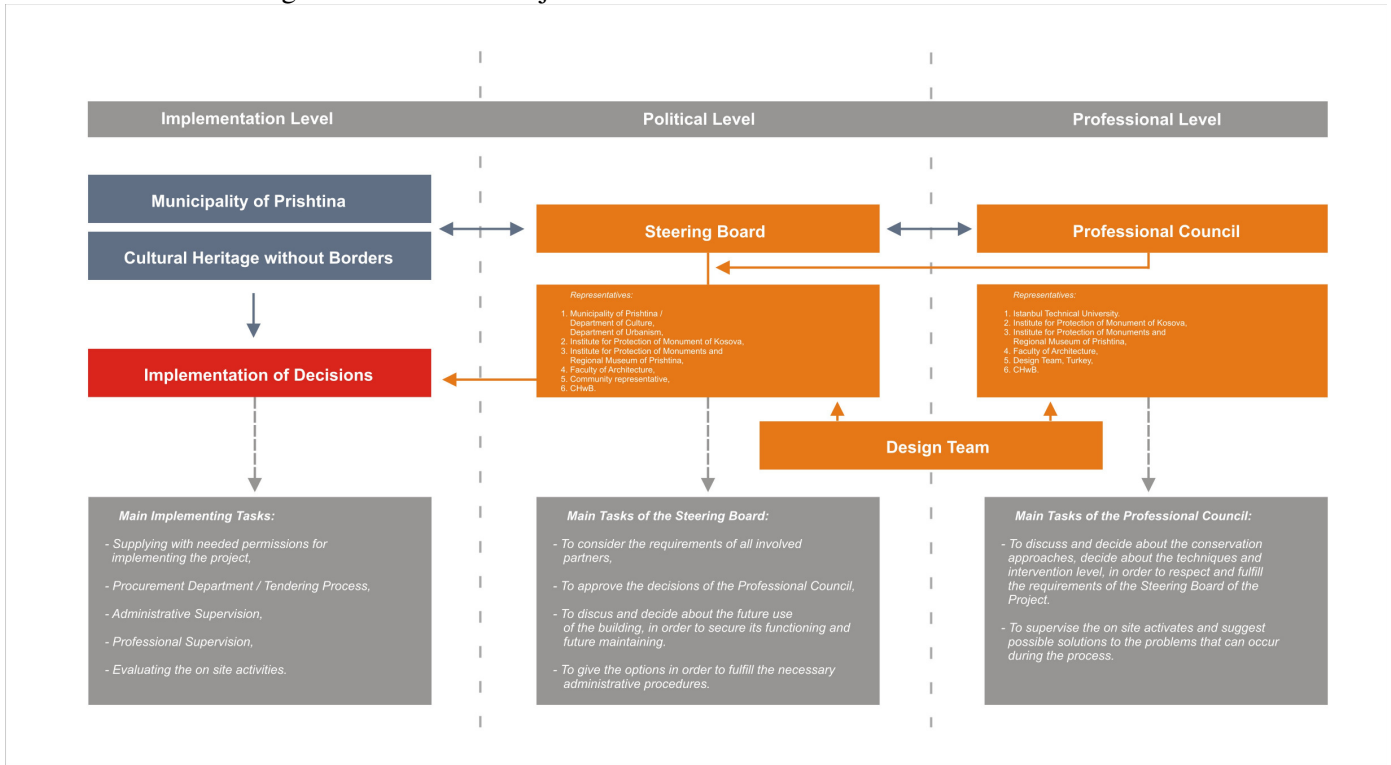 Implementation Level
Political Level
Professional Level
Municipality of Prishtina
Cultural Heritage without Borders
Steering Board
Professional Council
Representatives:
1. Municipality of Prishtina /
Department of Culture,
Department of Urbanism,
2. Institute for Protection of Monument of Kosova,
3. Institute for Protection of Monuments and
Regional Museum of Prishtina,
4. Faculty of Architecture,
5. Community representative,
6. CHwB.
Representatives:
1. Istanbul Technical University.
2. Institute for Protection of Monument of Kosova,
3. Institute for Protection of Monuments and
Regional Museum of Prishtina,
4. Faculty of Architecture,
5. Design Team, Turkey,
6. CHwB.
Implementation of Decisions
Design Team
Main Implementing Tasks:
- Supplying with needed permissions for
implementing the project,
- Procurement Department / Tendering Process,
- Administrative Supervision,
- Professional Supervision,
- Evaluating the on site activities.
Main Tasks of the Steering Board:
- To consider the requirements of all involved
partners,
- To approve the decisions of the Professional Council,
- To discus and decide about the future use
of the building, in order to secure its functioning and
future maintaining.
- To give the options in order to fulfill the necessary
administrative procedures.
Main Tasks of the Professional Council:
- To discuss and decide about the conservation
approaches, decide about the techniques and
intervention level, in order to respect and fulfill
the requirements of the Steering Board of the
Project.
- To supervise the on site activates and suggest
possible solutions to the problems that can occur
during the process.